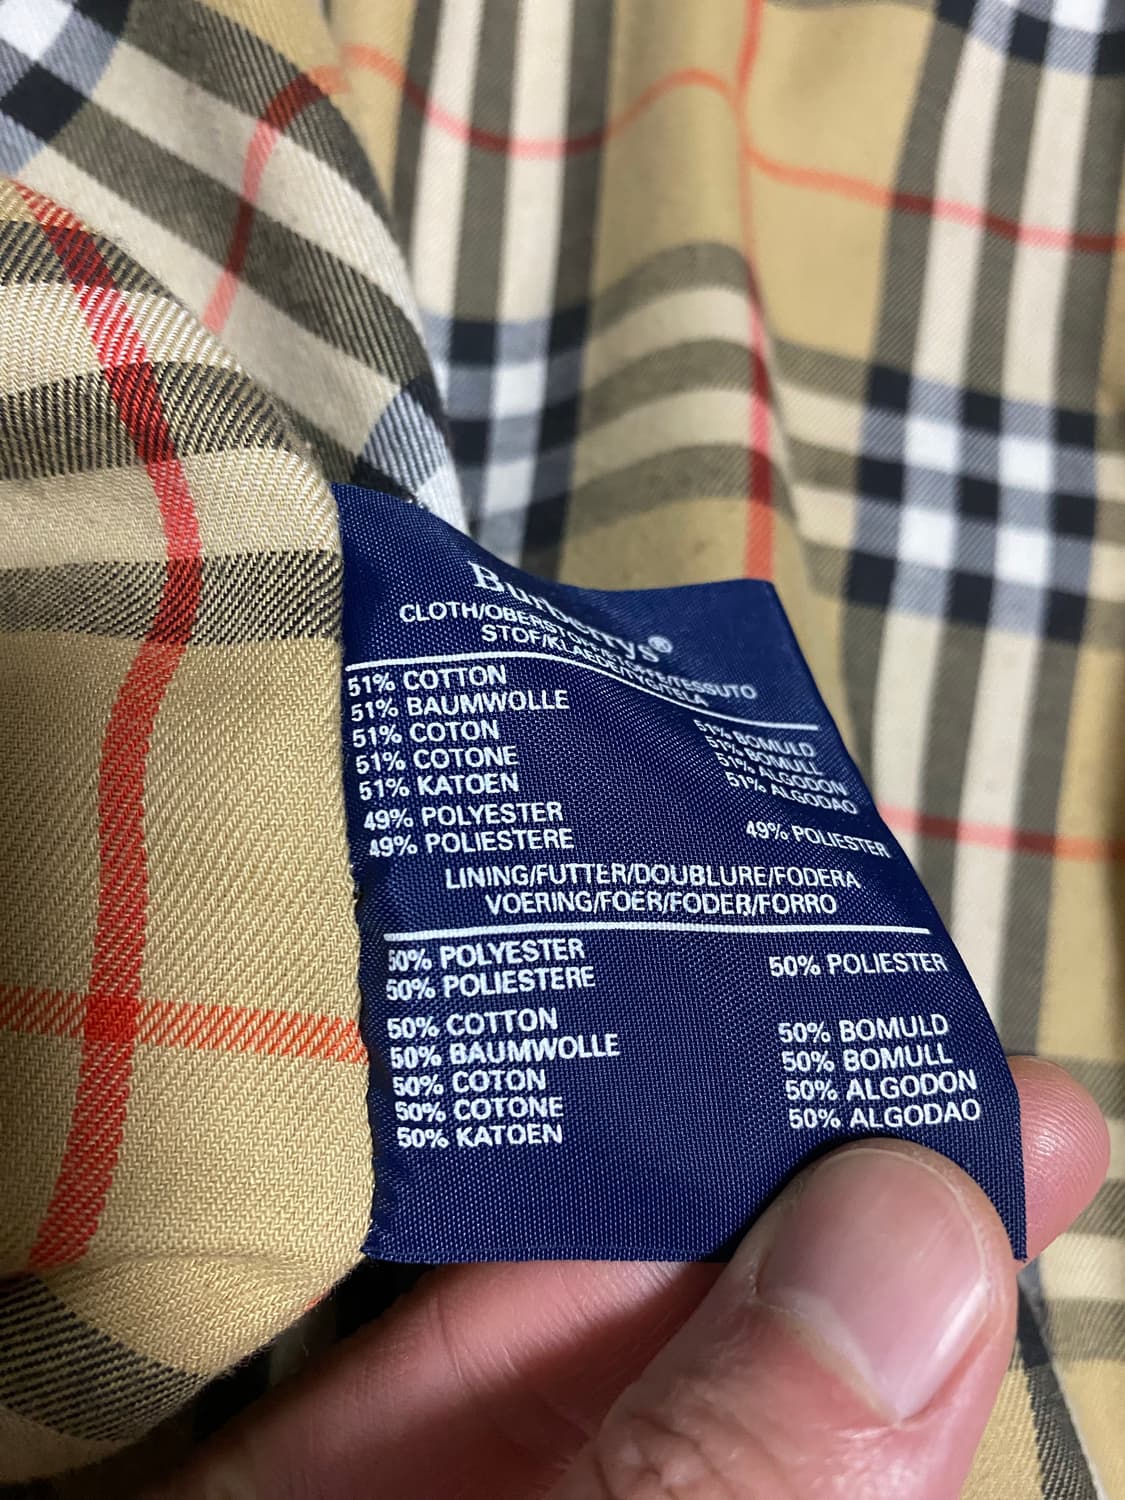 Burberrys®
CLOTH/OBERSTOFF/TISSU/TESSUTO
STOF/KLAEDE/TYG/TELA
51% COTTON
51% BAUMWOLLE
51% COTON
51% COTONE
51% KATOEN
51% BOMULD
51% BOMULL
51% ALGODON
51% ALGODAO
49% POLYESTER
49% POLIESTERE
49% POLIESTER
LINING/FUTTER/DOUBLURE/FODERA
VOERING/FOER/FODER/FORRO
50% POLYESTER
50% POLIESTERE
50% POLIESTER
50% COTTON
50% BAUMWOLLE
50% COTON
50% COTONE
50% KATOEN
50% BOMULD
50% BOMULL
50% ALGODON
50% ALGODAO